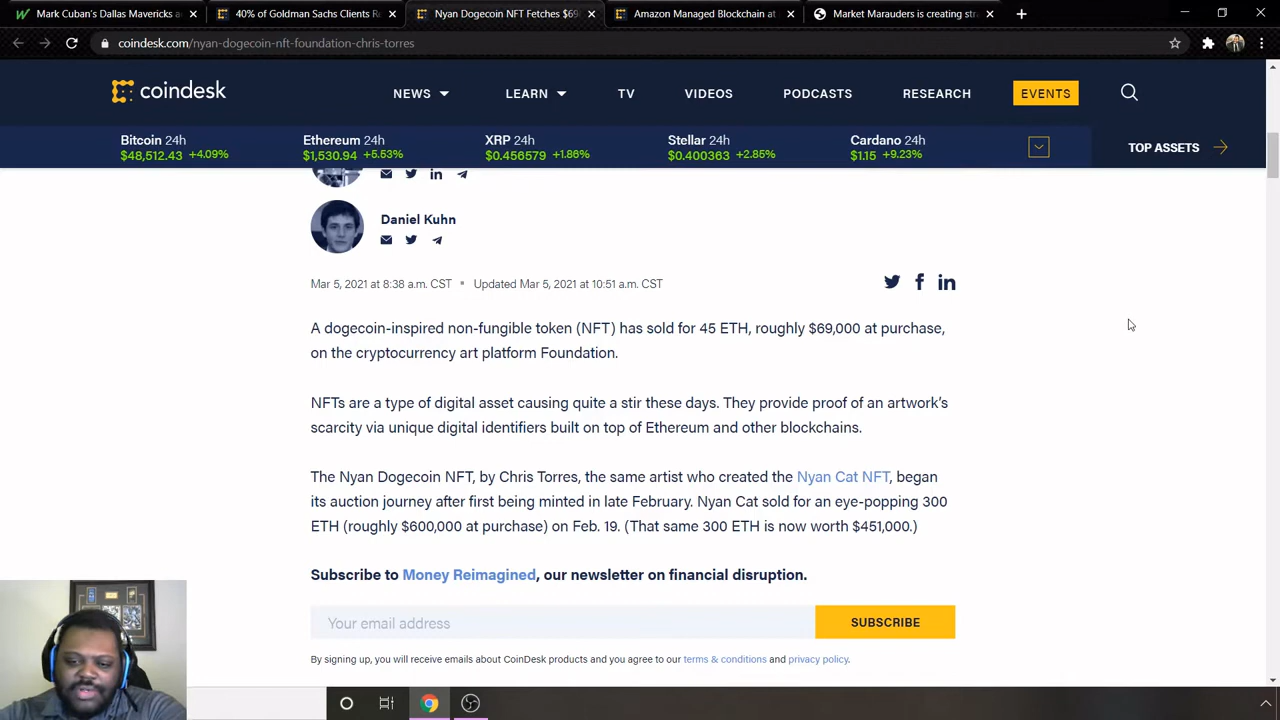 Mark Cuban's Dallas Mavericks a
40% of Goldman Sachs Clients R
Nyan Dogecoin NFT Fetches $69
Amazon Managed Blockchain at
Market Marauders is creating str
coindesk.com/nyan-dogecoin-nft-foundation-chris-torres
coindesk
NEWS
LEARN
TV
VIDEOS
PODCASTS
RESEARCH
EVENTS
Bitcoin 24h
$48,512.43 +4.09%
Ethereum 24h
$1,530.94 +5.53%
XRP 24h
$0.456579 +1.86%
Stellar 24h
$0.400363 +2.85%
Cardano 24h
$1.15 +9.23%
TOP ASSETS
Daniel Kuhn
Mar 5, 2021 at 8:38 a.m. CST ▪ Updated Mar 5, 2021 at 10:51 a.m. CST
A dogecoin-inspired non-fungible token (NFT) has sold for 45 ETH, roughly $69,000 at purchase,
on the cryptocurrency art platform Foundation.
NFTs are a type of digital asset causing quite a stir these days. They provide proof of an artwork's
scarcity via unique digital identifiers built on top of Ethereum and other blockchains.
The Nyan Dogecoin NFT, by Chris Torres, the same artist who created the Nyan Cat NFT, began
its auction journey after first being minted in late February. Nyan Cat sold for an eye-popping 300
ETH (roughly $600,000 at purchase) on Feb. 19. (That same 300 ETH is now worth $451,000.)
Subscribe to Money Reimagined, our newsletter on financial disruption.
Your email address
SUBSCRIBE
By signing up, you will receive emails about CoinDesk products and you agree to our terms & conditions and privacy policy.